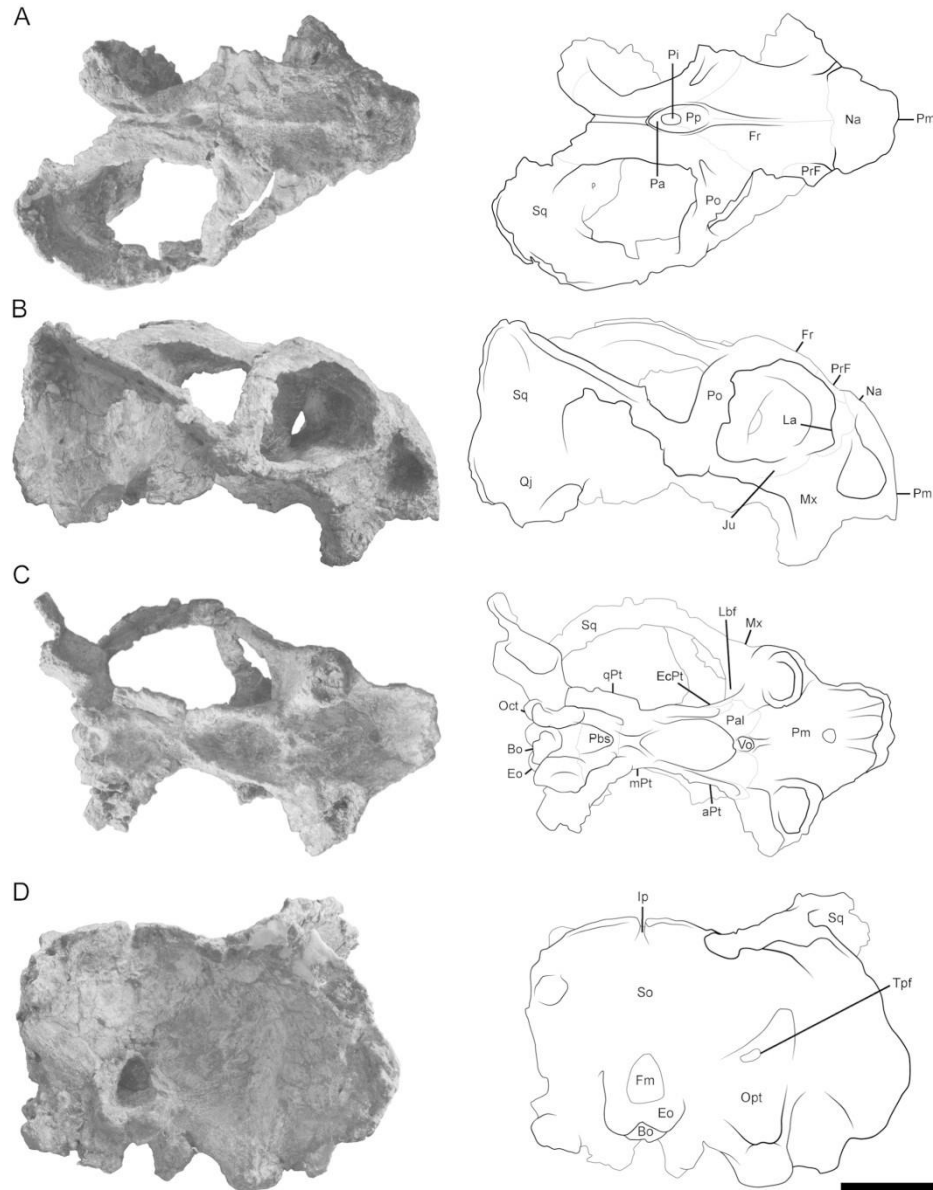 A
Pi
Pp
Na
Pm
Fr
PrF
Pa
Po
Sq
p
B
Fr
PrF
Na
Po
Sq
La
Qj
Mx
Pm
Ju
C
Lbf
Mx
Sq
qPt
EcPt
Oct
Pal
Pbs
Vo
Pm
Bo
Eo
mPt
aPt
D
Ip
Sq
So
Tpf
Fm
Opt
Eo
Bo